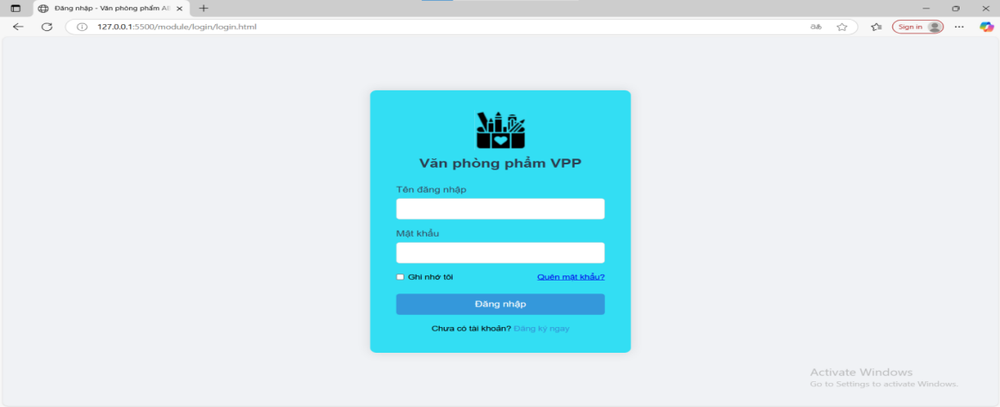 Đăng nhập - Văn phòng phẩm AB
127.0.0.1:5500/module/login/login.html
Sign in
Văn phòng phẩm VPP
Tên đăng nhập
Mật khẩu
Ghi nhớ tôi
Quên mật khẩu?
Đăng nhập
Chưa có tài khoản? Đăng ký ngay
Activate Windows
Go to Settings to activate Windows.